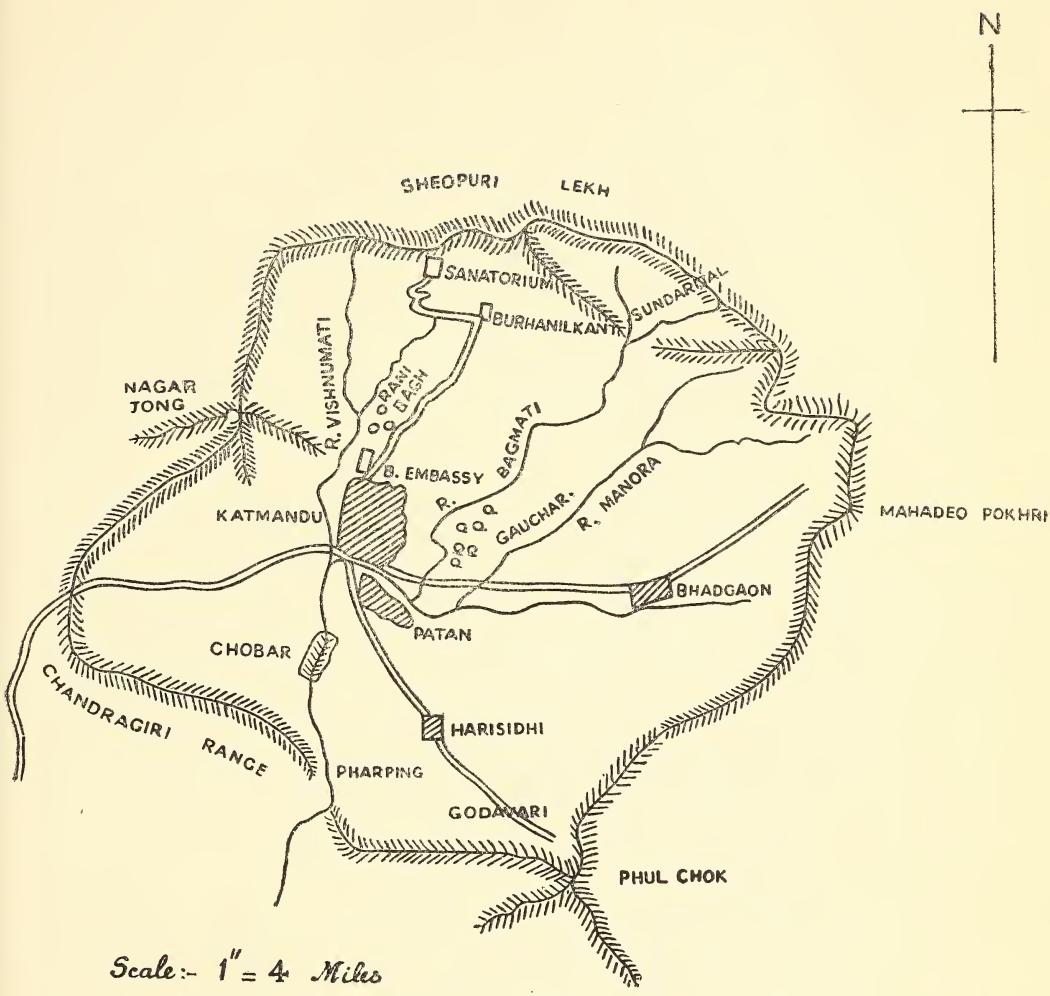 N
SHEOPURI LEKH
SANATORIUM
SUNDARIJAL
BURHANILKANT
R. VISHNUMATI
RANI
BAGH
NAGAR
JONG
R. BAGMATI
B. EMBASSY
GAUCHAR.
R. MANORA
KATMANDU
MAHADEO POKHRI
BHADGAON
PATAN
CHOBAR
CHANDRAGIRI RANGE
HARISIDHI
PHARPING
GODAVARI
PHUL CHOK
Scale:- 1" = 4 Miles